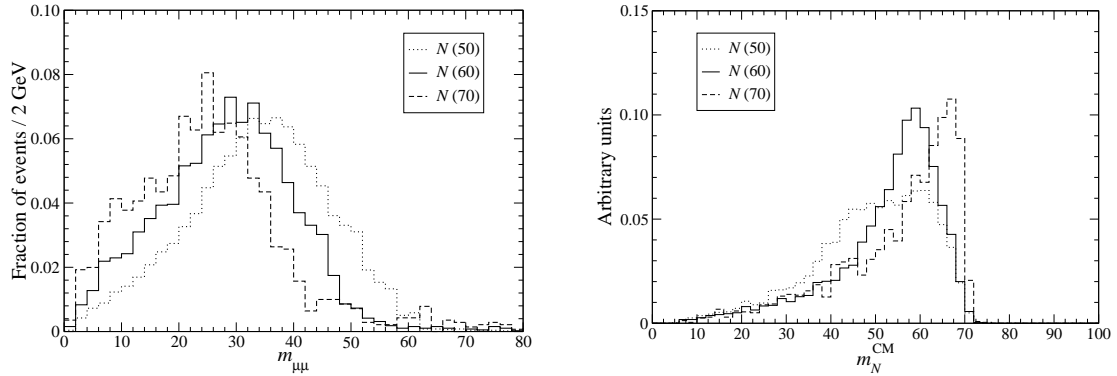 0.10
0.08
0.06
0.04
0.02
0
Fraction of events / 2 GeV
N (50)
N (60)
N (70)
0 10 20 30 40 50 60 70 80
mμμ
0.15
0.10
0.05
0
Arbitrary units
N (50)
N (60)
N (70)
0 10 20 30 40 50 60 70 80 90 100
m_N^CM